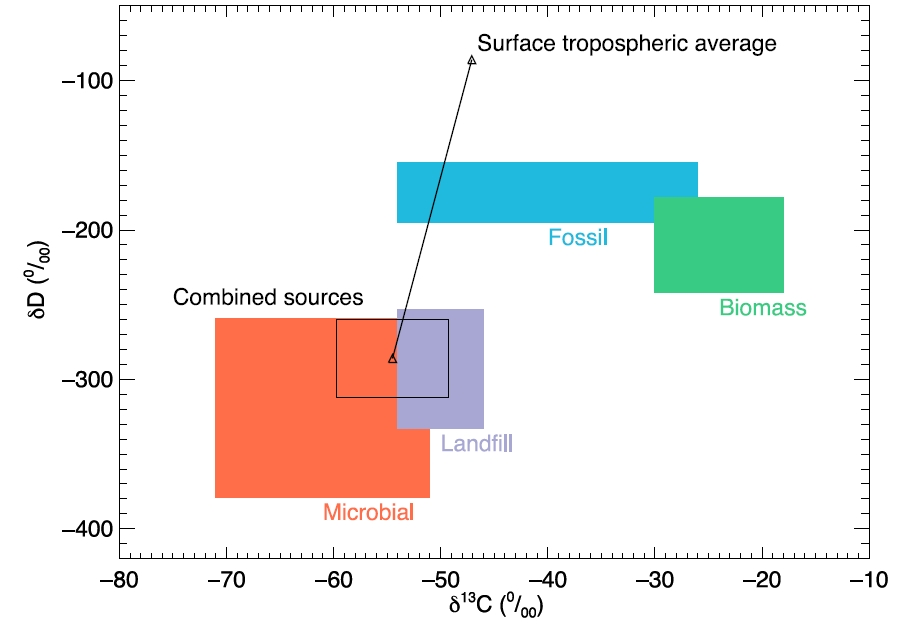 Surface tropospheric average
−100
−200
−300
−400
δD (⁰/₀₀)
Fossil
Biomass
Combined sources
Landfill
Microbial
−80 −70 −60 −50 −40 −30 −20 −10
δ¹³C (⁰/₀₀)